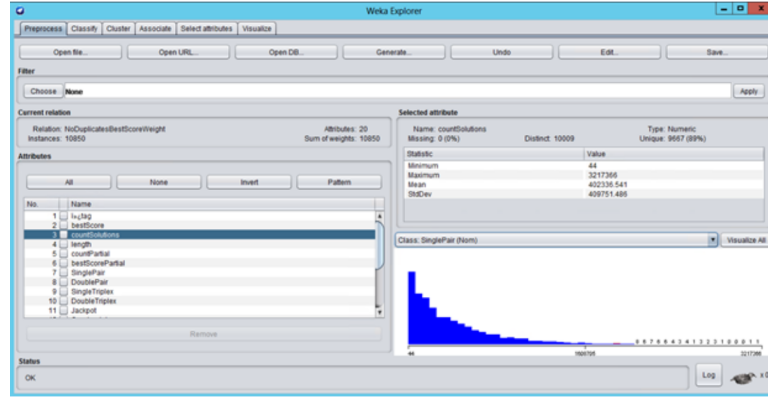 Weka Explorer
Preprocess Classify Cluster Associate Select attributes Visualize
Open file... Open URL... Open DB... Generate... Undo Edit... Save...
Filter
Choose None Apply
Current relation
Relation: NoDuplicatesBestScoreWeight Attributes: 20
Instances: 10850 Sum of weights: 10850
Attributes
All None Invert Pattern
No. Name
1 ï»¿tag
2 bestScore
3 countSolutions
4 length
5 countPartial
6 bestScorePartial
7 SinglePair
8 DoublePair
9 SingleTriplex
10 DoubleTriplex
11 Jackpot
Remove
Selected attribute
Name: countSolutions Type: Numeric
Missing: 0 (0%) Distinct: 10009 Unique: 9667 (89%)
Statistic Value
Minimum 44
Maximum 3217366
Mean 402336.541
StdDev 409751.486
Class: SinglePair (Nom) Visualize All
44 1608705 3217366
Status
OK Log x 0